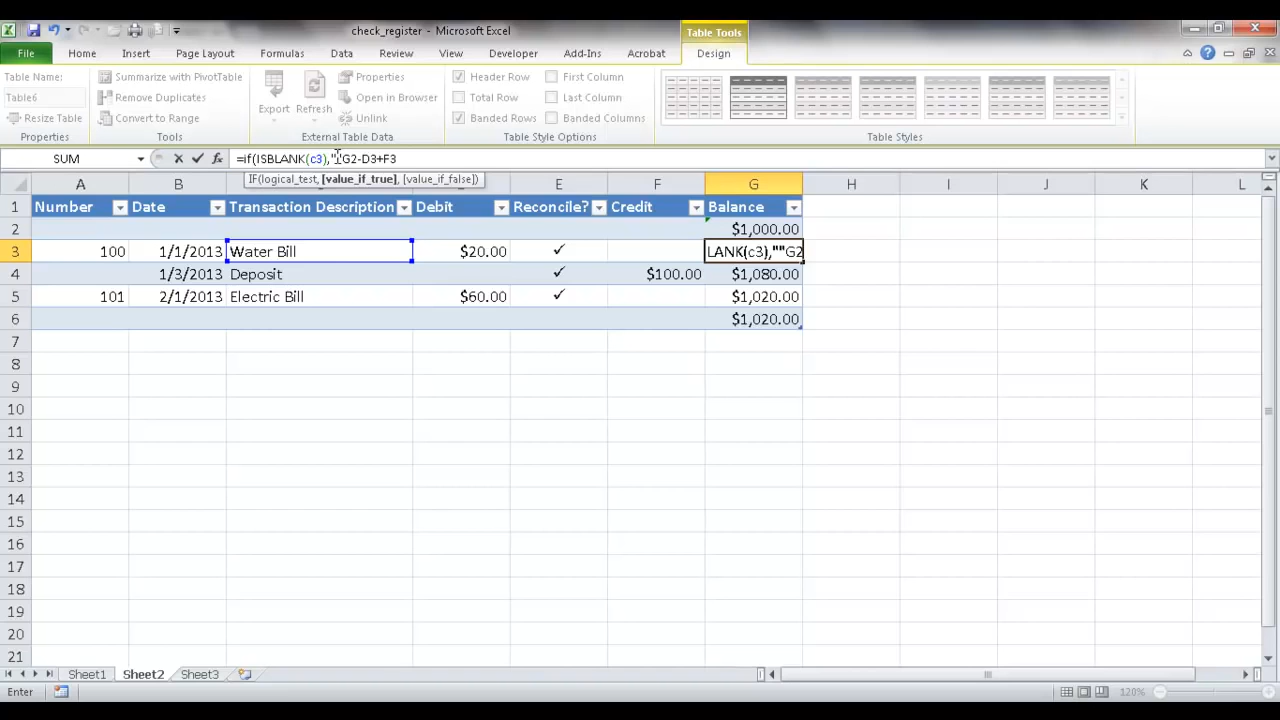 check_register - Microsoft Excel
Table Tools
File Home Insert Page Layout Formulas Data Review View Developer Add-Ins Acrobat Design
Table Name: Summarize with PivotTable Properties Header Row First Column
Remove Open in Browser Total Row Last Column
Convert to Range Export Refresh Unlink Banded Rows Banded Columns
Properties Tools External Table Data Table Style Options Table Styles
SUM =if(ISBLANK(c3),""G2-D3+F3
IF(logical_test, [value_if_true], [value_if_false])
A B C D E F G H I J K L
1 Number Date Transaction Description Debit Reconcile? Credit Balance
2 $1,000.00
3 100 1/1/2013 Water Bill $20.00 ✓ LANK(c3),""G2
4 1/3/2013 Deposit ✓ $100.00 $1,080.00
5 101 2/1/2013 Electric Bill $60.00 ✓ $1,020.00
6 $1,020.00
7
8
9
10
11
12
13
14
15
16
17
18
19
20
21
Sheet1 Sheet2 Sheet3
Enter 120%